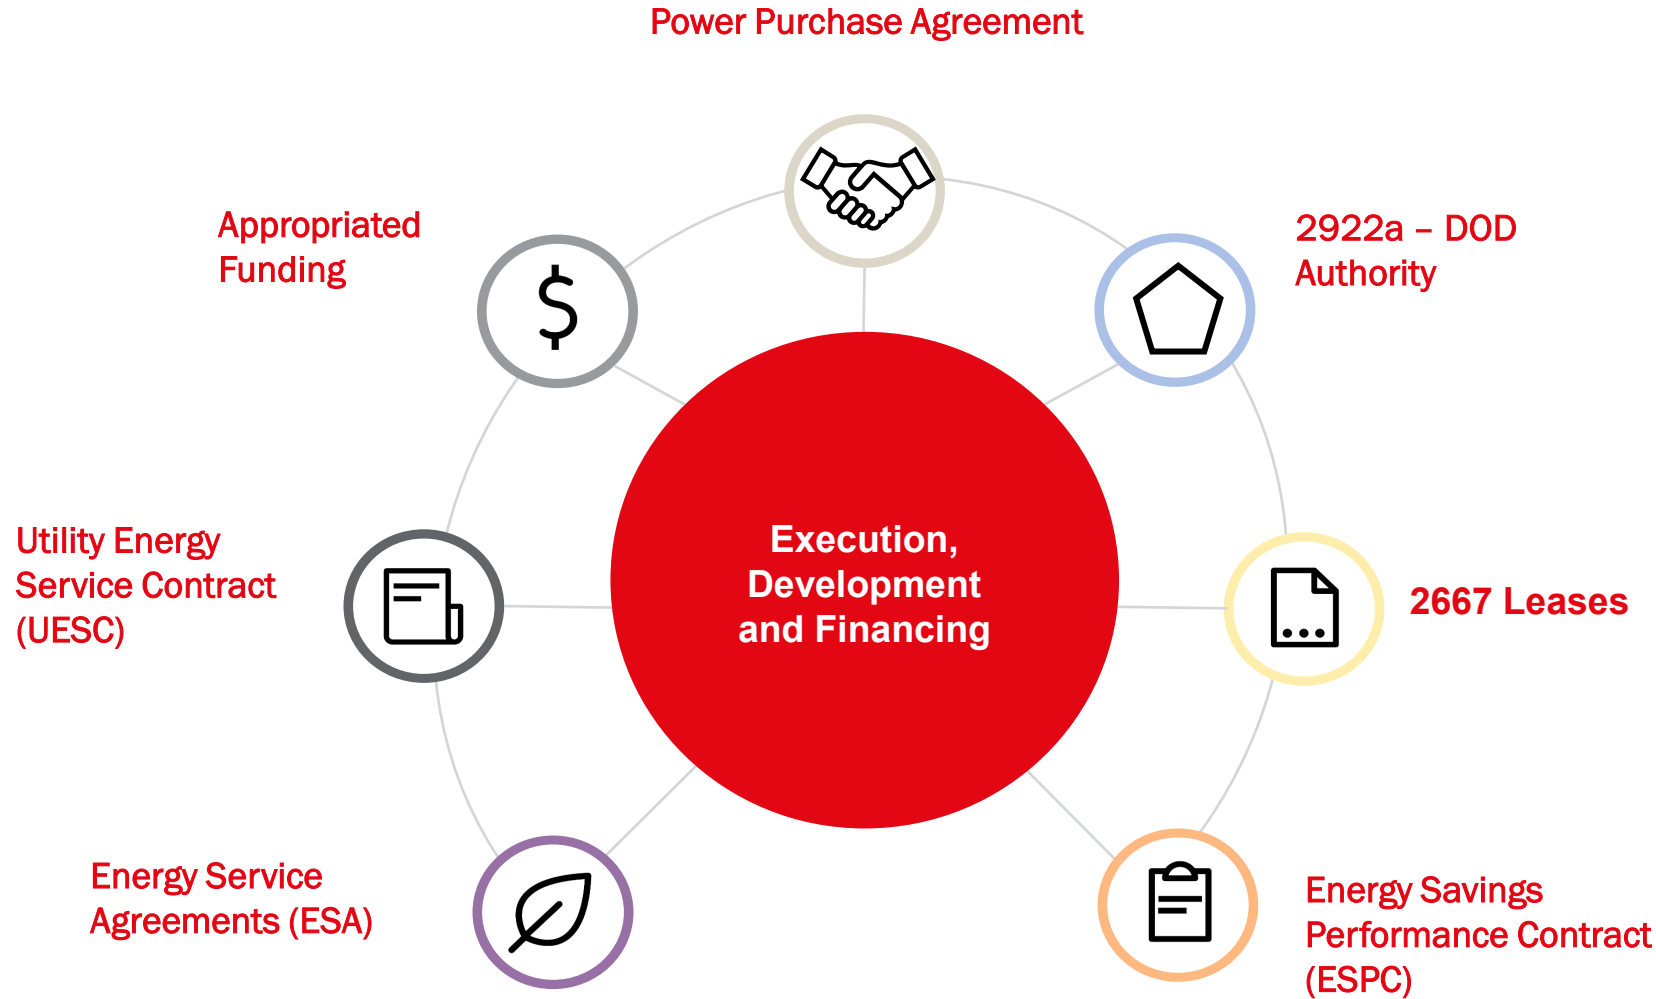 Power Purchase Agreement
Appropriated
Funding
$
2922a – DOD
Authority
Utility Energy
Service Contract
(UESC)
Execution,
Development
and Financing
2667 Leases
Energy Service
Agreements (ESA)
Energy Savings
Performance Contract
(ESPC)